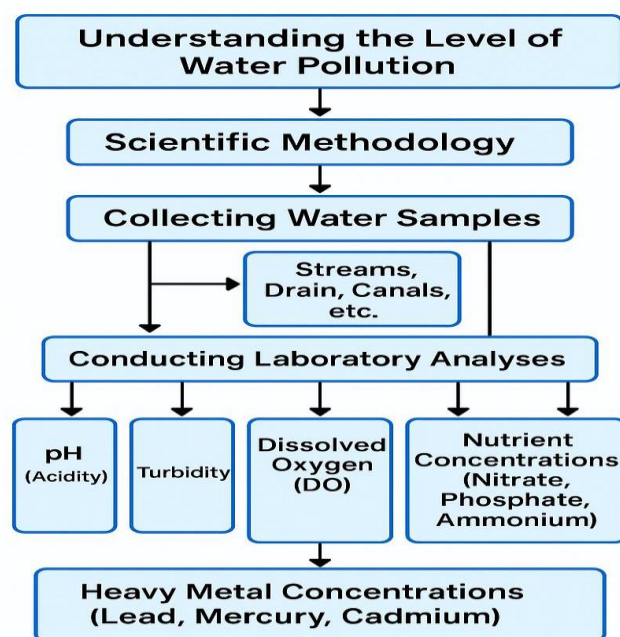 Understanding the Level of
Water Pollution
Scientific Methodology
Collecting Water Samples
Streams,
Drain, Canals,
etc.
Conducting Laboratory Analyses
pH
(Acidity)
Turbidity
Dissolved
Oxygen
(DO)
Nutrient
Concentrations
(Nitrate,
Phosphate,
Ammonium)
Heavy Metal Concentrations
(Lead, Mercury, Cadmium)